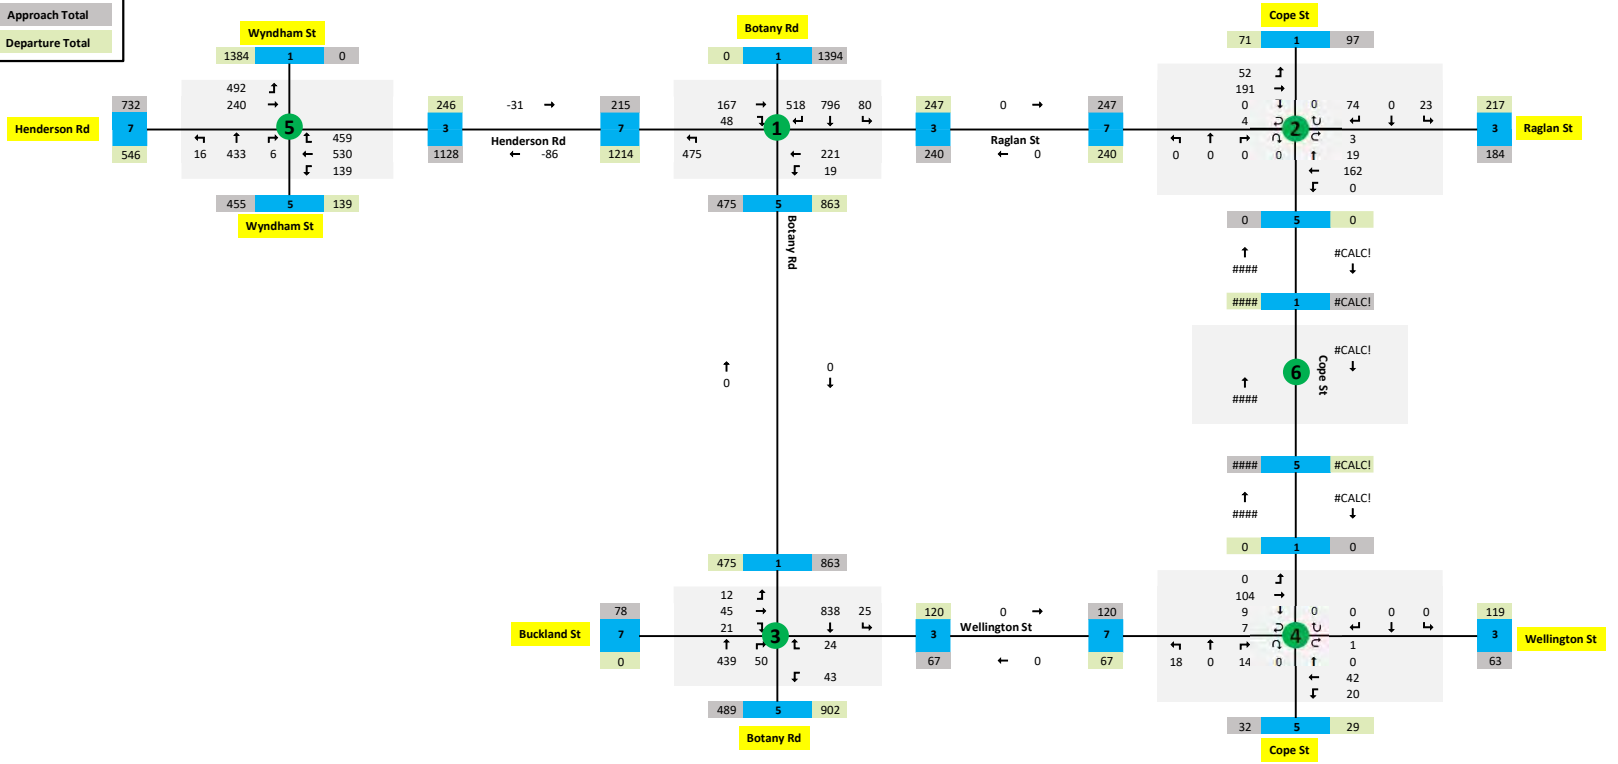 Approach Total
Departure Total
Wyndham St
1384 1 0
492
240
732
7
546
Henderson Rd
5
459
530
139
16 433 6
246
3
1128
455 5 139
Wyndham St
-31
Henderson Rd
-86
Botany Rd
0 1 1394
215
7
1214
167
48
518 796 80
1
475
221
19
247
3
240
475 5 863
Botany Rd
0
Raglan St
0
Cope St
71 1 97
247
7
240
52
191
0
4
0 74 0 23
2
0 0 0 0
3
19
162
0
217
3
184
Raglan St
0 5 0
#### #CALC!
#### 1 #CALC!
#CALC!
6
Cope St
####
#### 5 #CALC!
#### #CALC!
0 0
475 1 863
78
7
0
Buckland St
12
45
21
838 25
3
439 50
24
43
120
3
67
489 5 902
Botany Rd
0
Wellington St
0
0 1 0
120
7
67
0
104
9
7
0 0 0 0
4
18 0 14 0
1
0
42
20
119
3
63
Wellington St
32 5 29
Cope St